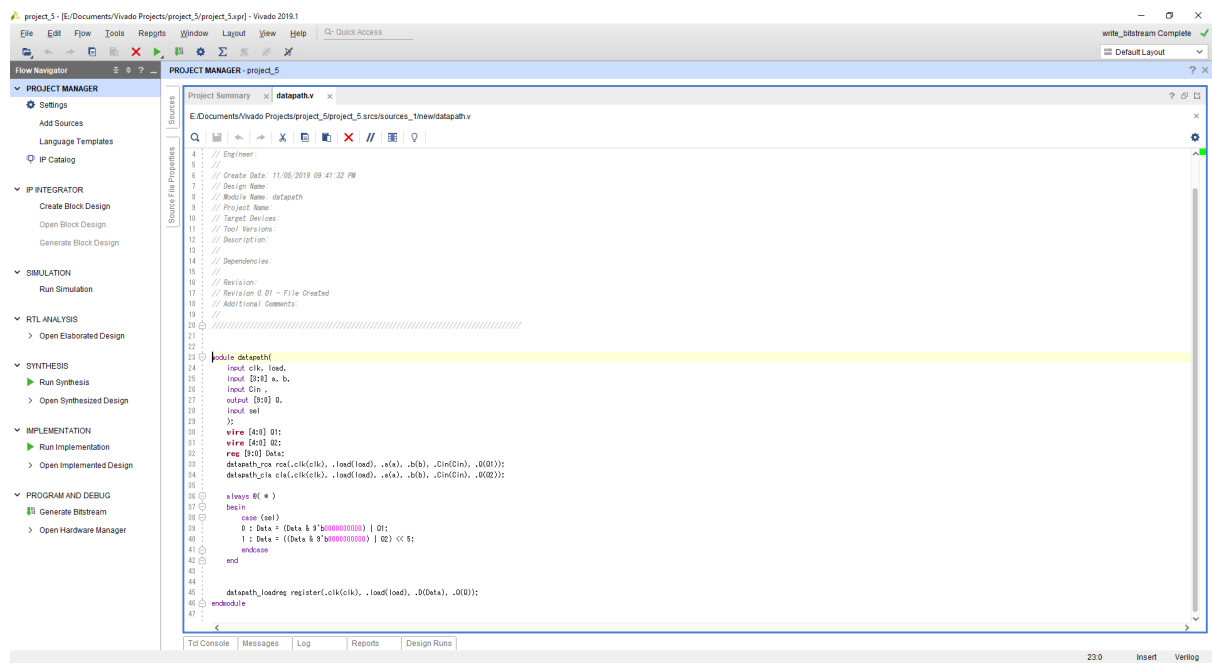 project_5 - [E:/Documents/Vivado Projects/project_5/project_5.xpr] - Vivado 2019.1
File Edit Flow Tools Reports Window Layout View Help Q- Quick Access
write_bitstream Complete
Default Layout
Flow Navigator
PROJECT MANAGER - project_5
PROJECT MANAGER
Settings
Add Sources
Language Templates
IP Catalog
IP INTEGRATOR
Create Block Design
Open Block Design
Generate Block Design
SIMULATION
Run Simulation
RTL ANALYSIS
Open Elaborated Design
SYNTHESIS
Run Synthesis
Open Synthesized Design
IMPLEMENTATION
Run Implementation
Open Implemented Design
PROGRAM AND DEBUG
Generate Bitstream
Open Hardware Manager
Sources
Source File Properties
Project Summary datapath.v
E:/Documents/Vivado Projects/project_5/project_5.srcs/sources_1/new/datapath.v
4 // Engineer:
5 //
6 // Create Date: 11/05/2019 09:41:32 PM
7 // Design Name:
8 // Module Name: datapath
9 // Project Name:
10 // Target Devices:
11 // Tool Versions:
12 // Description:
13 //
14 // Dependencies:
15 //
16 // Revision:
17 // Revision 0.01 - File Created
18 // Additional Comments:
19 //
20 //////////////////////////////////////////////////////////////////////////////////
21
22
23 module datapath(
24 input clk, load,
25 input [3:0] a, b,
26 input Cin ,
27 output [9:0] Q,
28 input sel
29 );
30 wire [4:0] Q1;
31 wire [4:0] Q2;
32 reg [9:0] Data;
33 datapath_rca rca(.clk(clk), .load(load), .a(a), .b(b), .Cin(Cin), .Q(Q1));
34 datapath_cla cla(.clk(clk), .load(load), .a(a), .b(b), .Cin(Cin), .Q(Q2));
35
36 always @( * )
37 begin
38 case (sel)
39 0 : Data = (Data & 9'b0000000000) | Q1;
40 1 : Data = ((Data & 9'b0000000000) | Q2) << 5;
41 endcase
42 end
43
44
45 datapath_loadreg register(.clk(clk), .load(load), .D(Data), .Q(Q));
46 endmodule
47
Tcl Console Messages Log Reports Design Runs
23:0 Insert Verilog